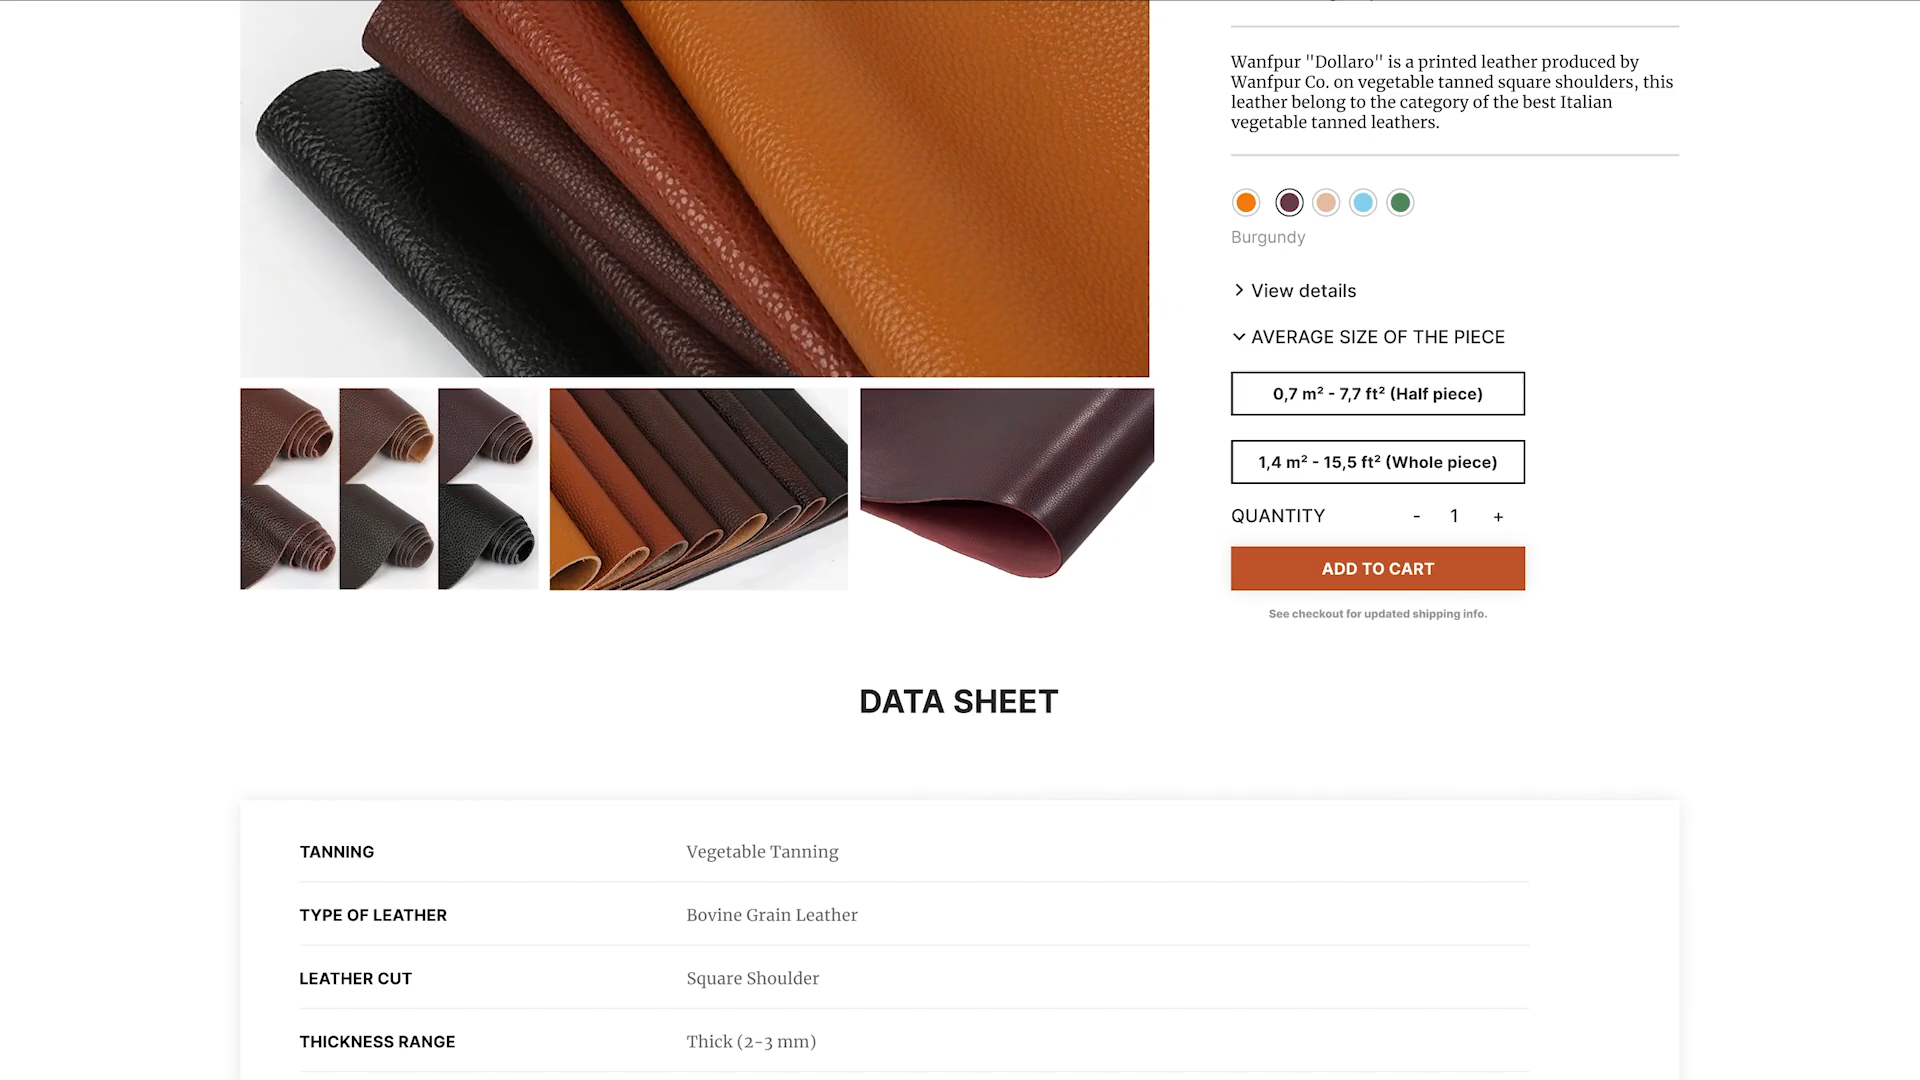 Wanfpur "Dollaro" is a printed leather produced by
Wanfpur Co. on vegetable tanned square shoulders, this
leather belong to the category of the best Italian
vegetable tanned leathers.
Burgundy
View details
AVERAGE SIZE OF THE PIECE
0,7 m² - 7,7 ft² (Half piece)
1,4 m² - 15,5 ft² (Whole piece)
QUANTITY - 1 +
ADD TO CART
See checkout for updated shipping info.
DATA SHEET
TANNING Vegetable Tanning
TYPE OF LEATHER Bovine Grain Leather
LEATHER CUT Square Shoulder
THICKNESS RANGE Thick (2-3 mm)